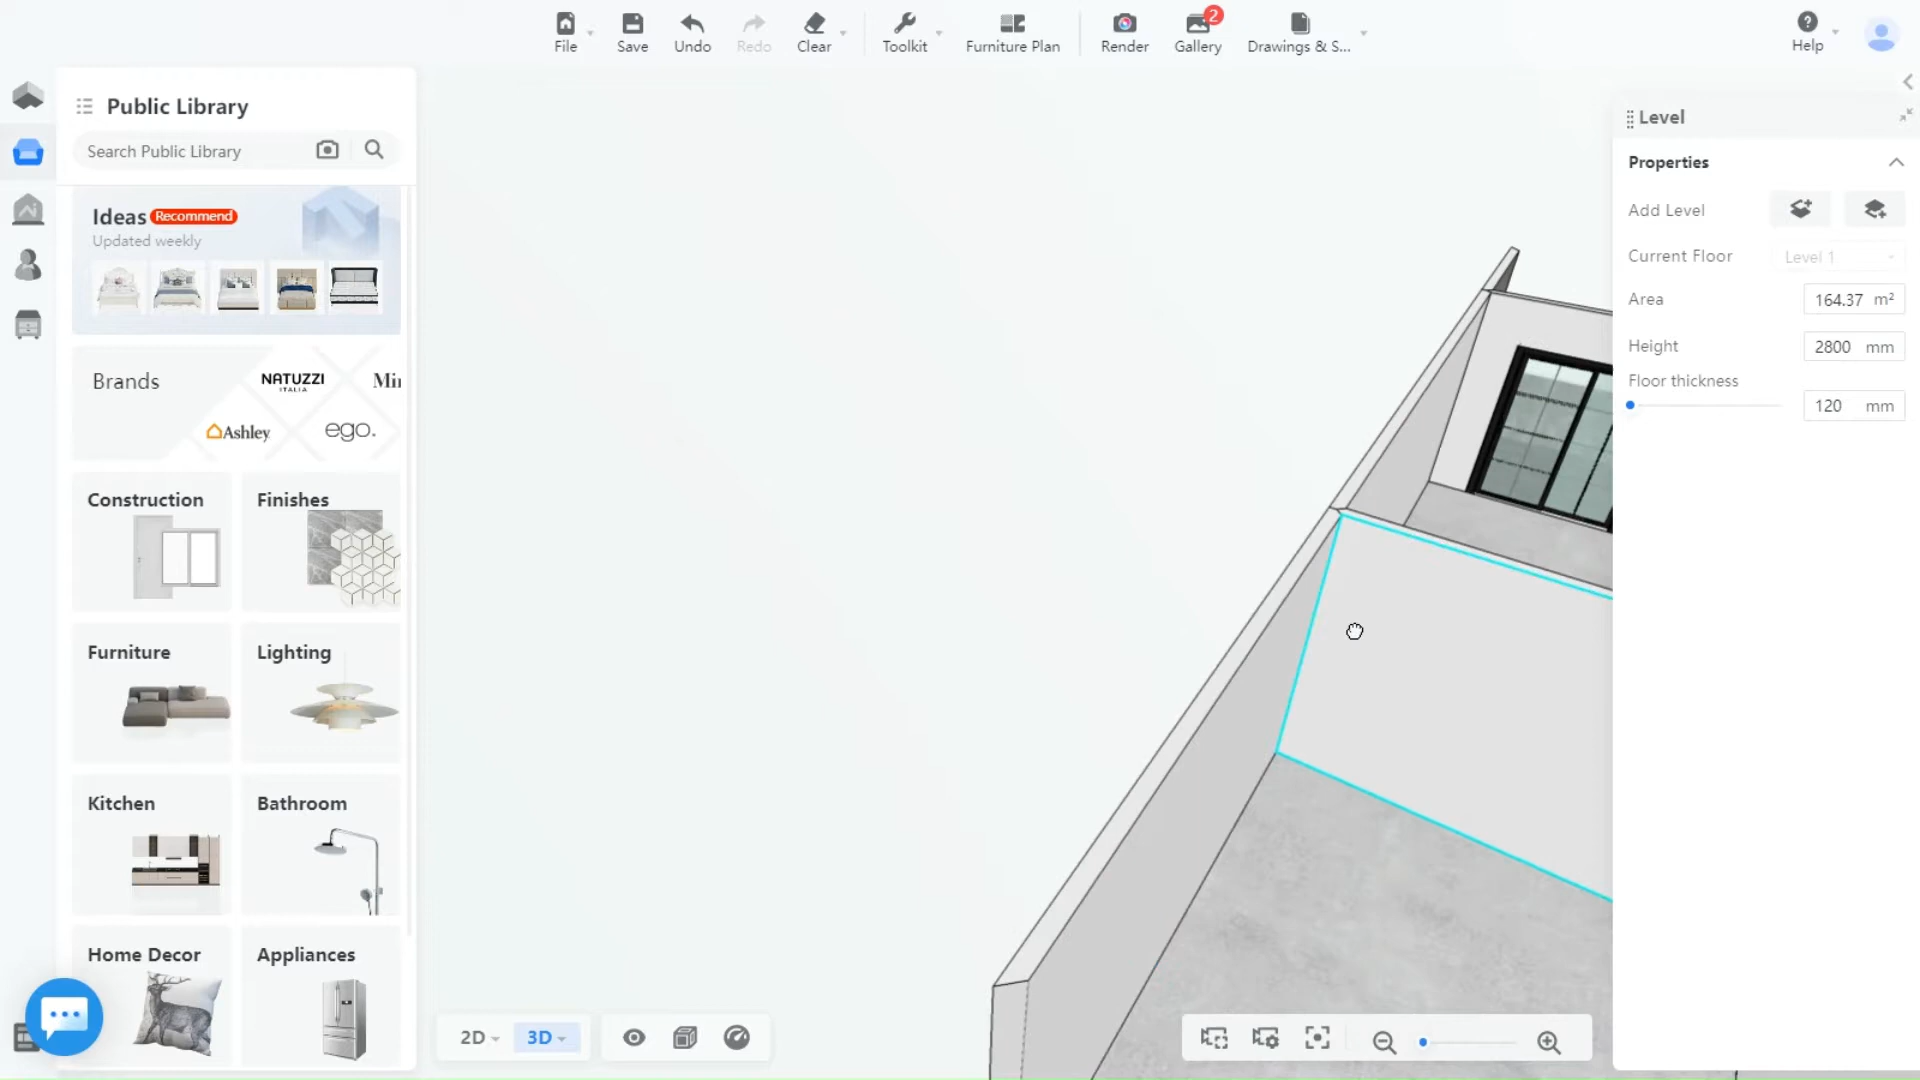 File
Save
Undo
Redo
Clear
Toolkit
Furniture Plan
Render
Gallery
2
Drawings & S...
Help
Public Library
Search Public Library
Ideas Recommend
Updated weekly
Brands
NATUZZI
ITALIA
Ashley
ego.
Construction
Finishes
Furniture
Lighting
Kitchen
Bathroom
Home Decor
Appliances
2D
3D
Level
Properties
Add Level
Current Floor
Level 1
Area
164.37 m²
Height
2800 mm
Floor thickness
120 mm